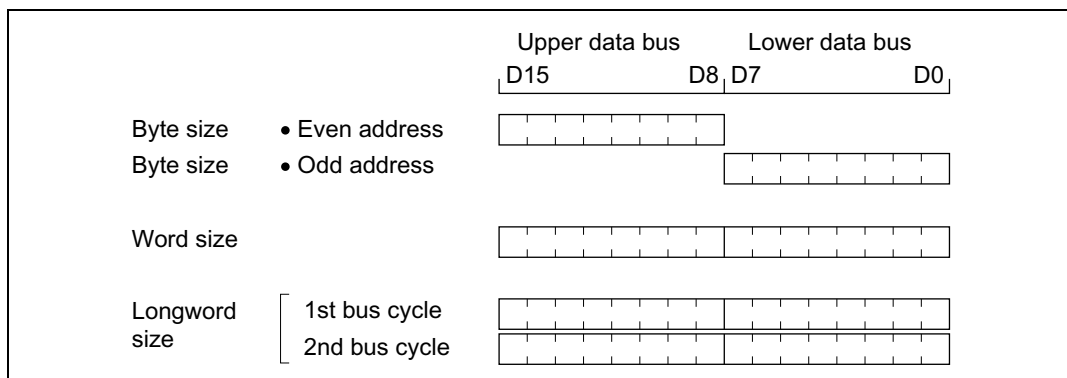 Upper data bus Lower data bus
D15 D8 D7 D0
Byte size • Even address
Byte size • Odd address
Word size
Longword size
1st bus cycle
2nd bus cycle